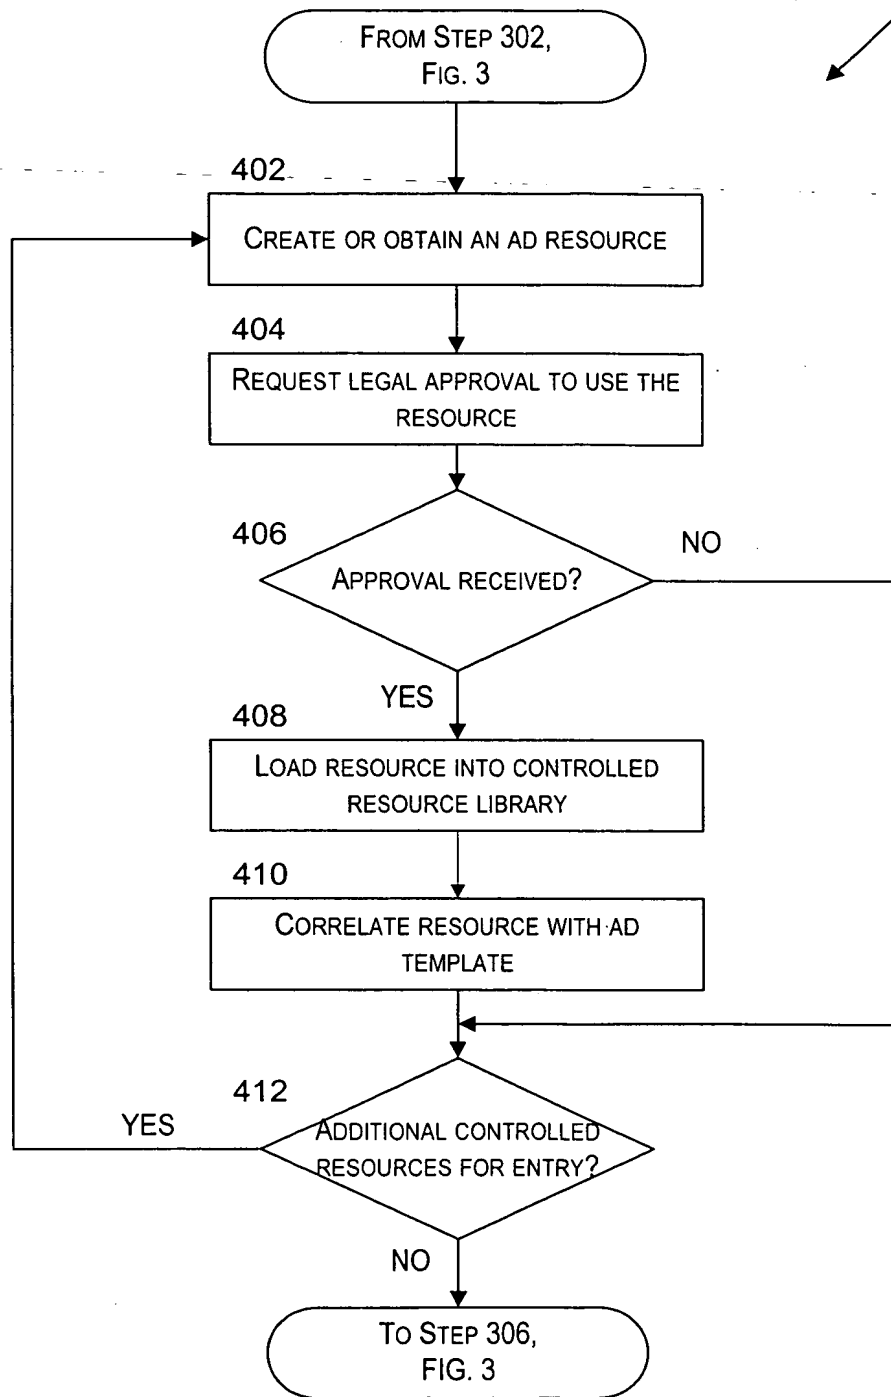 FROM STEP 302,
FIG. 3
402
CREATE OR OBTAIN AN AD RESOURCE
404
REQUEST LEGAL APPROVAL TO USE THE
RESOURCE
406
APPROVAL RECEIVED?
NO
YES
408
LOAD RESOURCE INTO CONTROLLED
RESOURCE LIBRARY
410
CORRELATE RESOURCE WITH AD
TEMPLATE
412
YES
ADDITIONAL CONTROLLED
RESOURCES FOR ENTRY?
NO
TO STEP 306,
FIG. 3